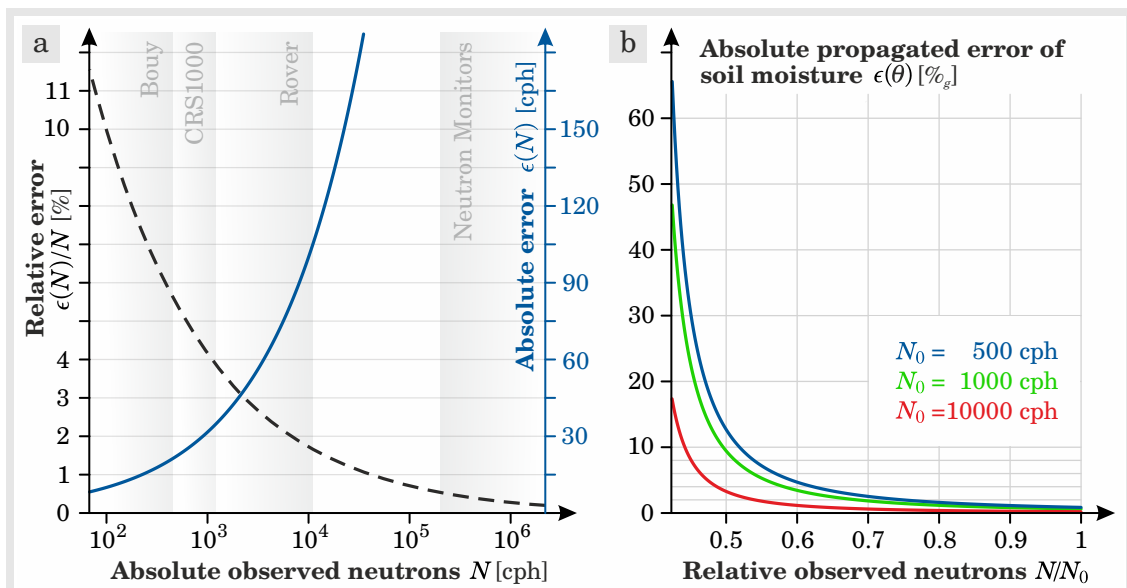 a
Relative error
ϵ(N)/N [%]
11
10
4
3
2
1
0
Bouy
CRS1000
Rover
Neutron Monitors
Absolute error ϵ(N) [cph]
150
120
90
60
30
10²
10³
10⁴
10⁵
10⁶
Absolute observed neutrons N [cph]
b
Absolute propagated error of
soil moisture ϵ(θ) [%g]
60
50
40
30
20
10
0
N₀ = 500 cph
N₀ = 1000 cph
N₀ =10000 cph
0.5
0.6
0.7
0.8
0.9
1
Relative observed neutrons N/N₀